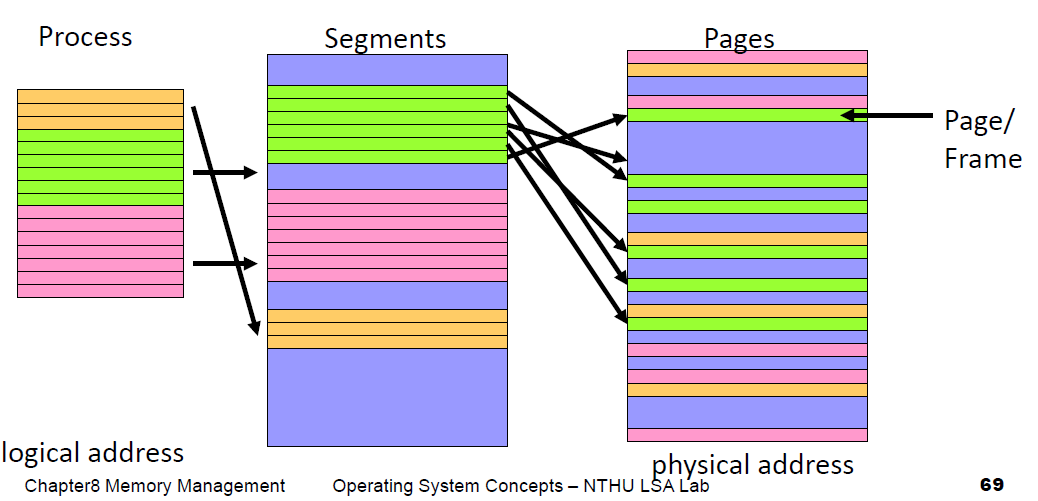 Process
Segments
Pages
Page/
Frame
logical address
physical address
Chapter8 Memory Management
Operating System Concepts – NTHU LSA Lab
69